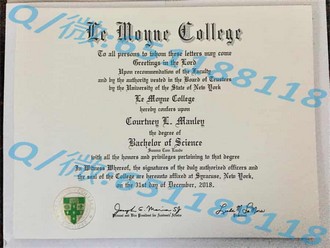 Le Moyne College
To all persons to whom these letters may come
Greetings in the Lord
Upon recommendation of the Faculty
and by the authority vested in the Board of Trustees
by the University of the State of New York
Le Moyne College
hereby confers upon
Courtney L. Manley
the degree of
Bachelor of Science
Summa Cum Laude
with all the honors and privileges pertaining to that degree
In Witness Whereof, the signatures of the duly authorized officers and
the seal of the College are hereunto affixed at Syracuse, New York,
on the 31st day of December, 2018.
Q/微: